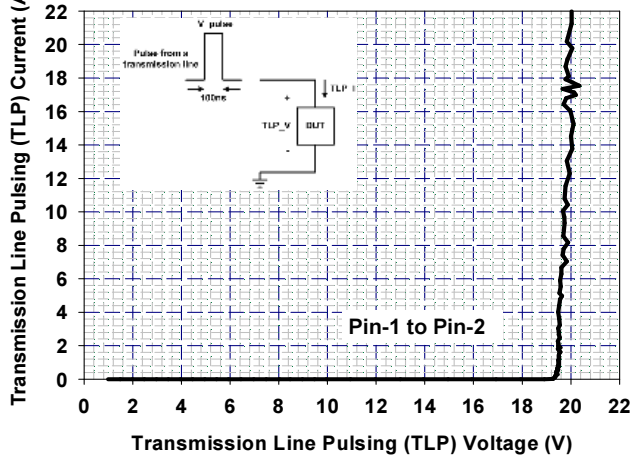 Transmission Line Pulsing (TLP) Current (A
22
20
18
16
14
12
10
8
6
4
2
0
V_pulse
Pulse from a
transmission line
100ns
TLP_I
+
TLP_V
DUT
-
Pin-1 to Pin-2
0 2 4 6 8 10 12 14 16 18 20 22
Transmission Line Pulsing (TLP) Voltage (V)